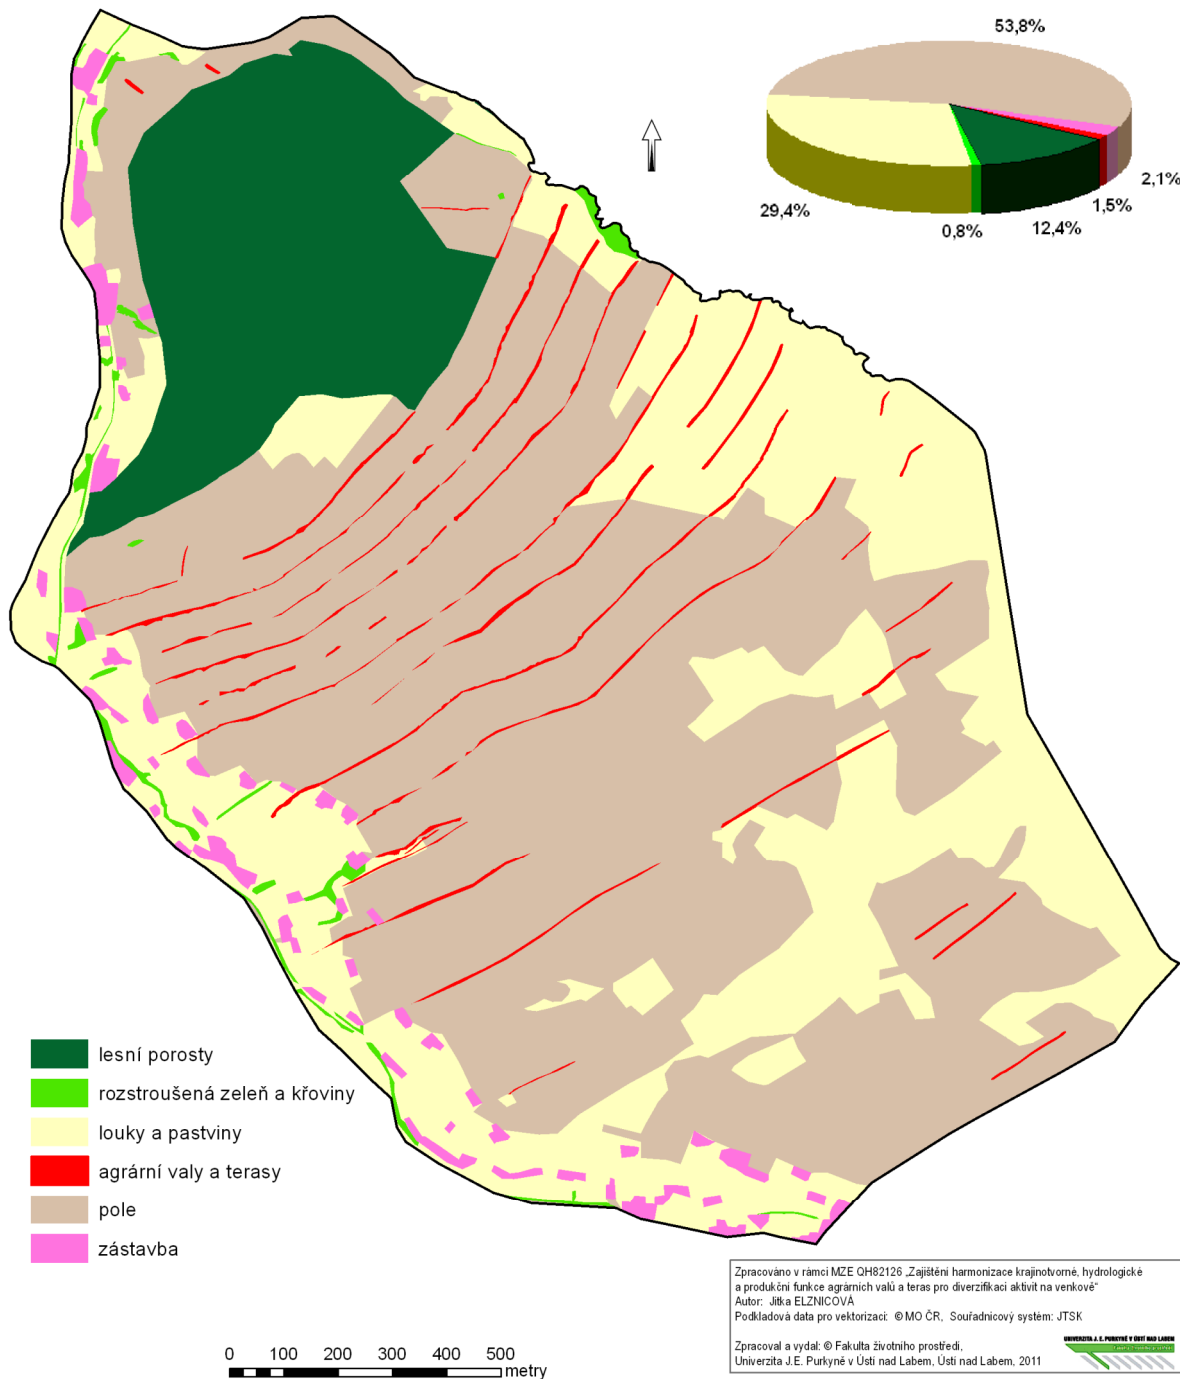 53,8%
2,1%
1,5%
12,4%
0,8%
29,4%
lesní porosty
rozstroušená zeleň a křoviny
louky a pastviny
agrární valy a terasy
pole
zástavba
0 100 200 300 400 500
metry
Zpracováno v rámci MZE QH82126 „Zajištění harmonizace krajinotvorné, hydrologické
a produkční funkce agrárních valů a teras pro diverzifikaci aktivit na venkově“
Autor: Jitka ELZNICOVÁ
Podkladová data pro vektorizaci: © MO ČR, Souřadnicový systém: JTSK
Zpracoval a vydal: © Fakulta životního prostředí,
Univerzita J.E. Purkyně v Ústí nad Labem, Ústí nad Labem, 2011
UNIVERZITA J. E. PURKYNĚ V ÚSTÍ NAD LABEM